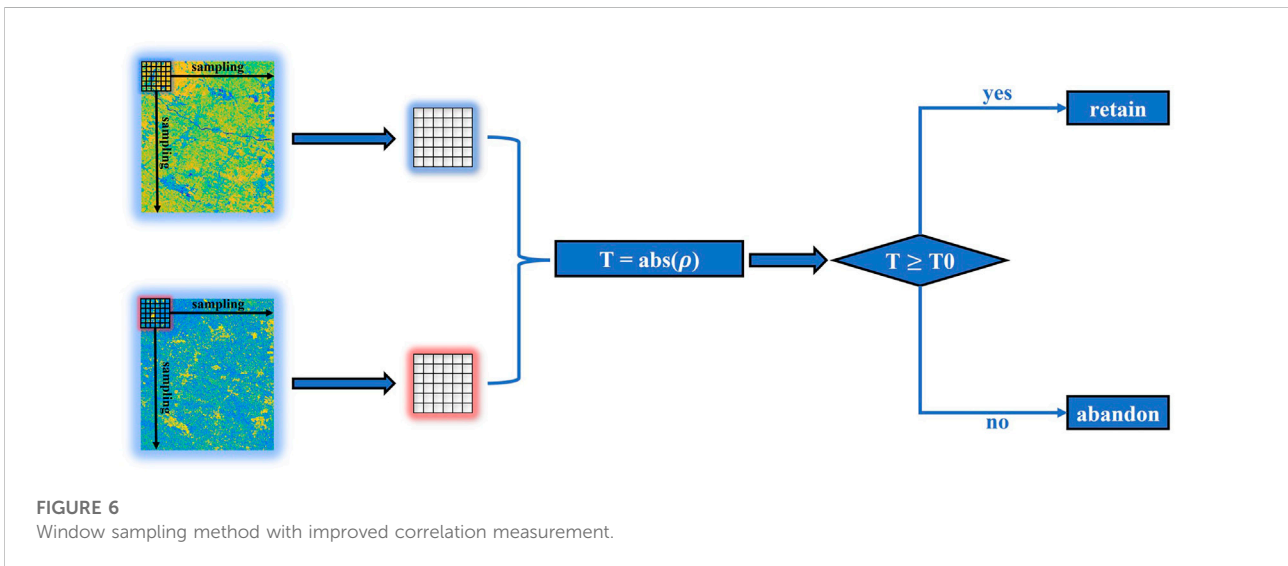 sampling
sampling
sampling
sampling
T = abs(ρ)
T ≥ T0
yes
retain
no
abandon
FIGURE 6
Window sampling method with improved correlation measurement.